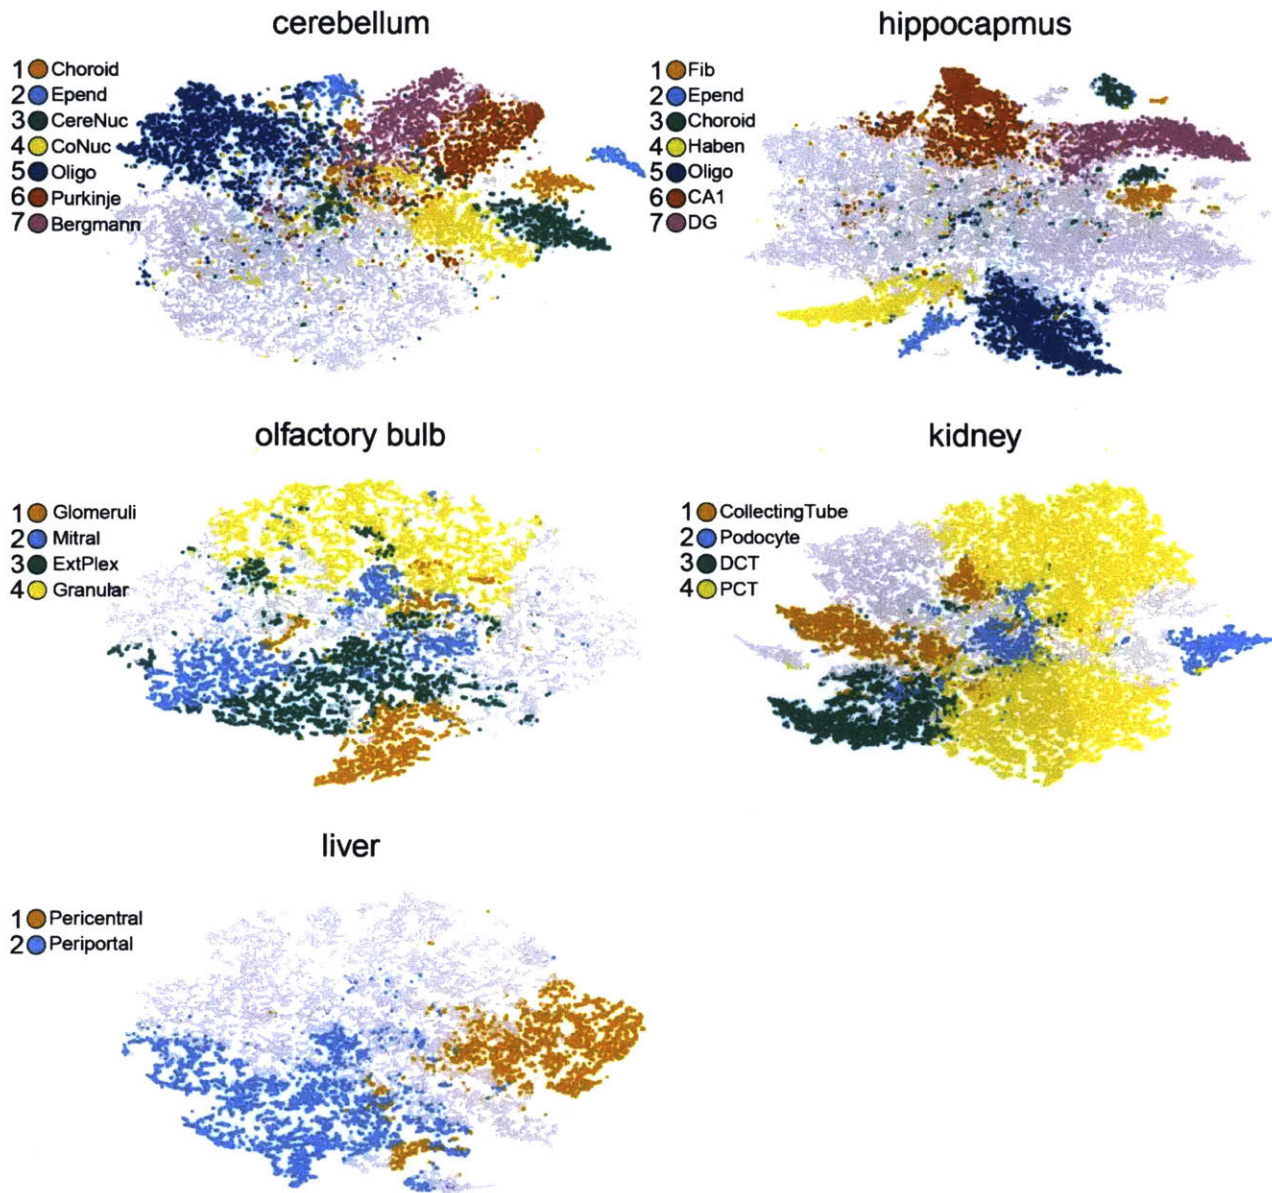 cerebellum
1 Choroid
2 Epend
3 CereNuc
4 CoNuc
5 Oligo
6 Purkinje
7 Bergmann
hippocapmus
1 Fib
2 Epend
3 Choroid
4 Haben
5 Oligo
6 CA1
7 DG
olfactory bulb
1 Glomeruli
2 Mitral
3 ExtPlex
4 Granular
kidney
1 CollectingTube
2 Podocyte
3 DCT
4 PCT
liver
1 Pericentral
2 Periportal